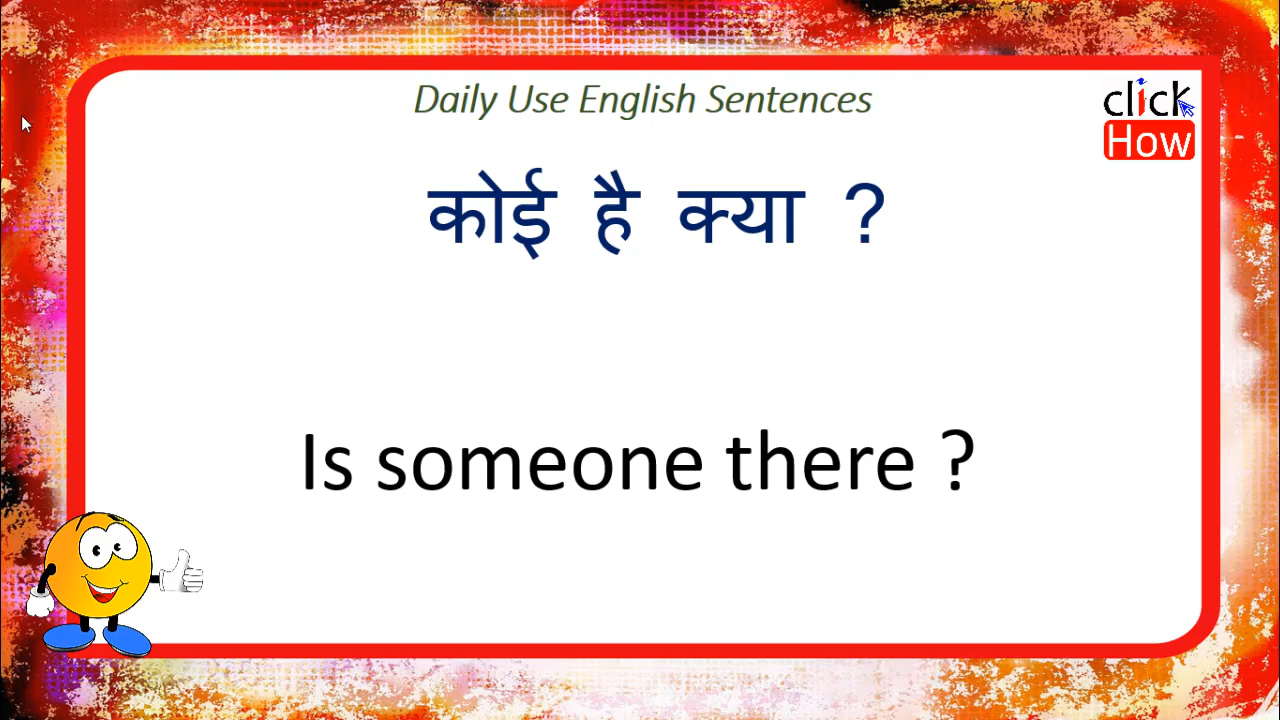 Daily Use English Sentences
click
How
कोई है क्या ?
Is someone there ?